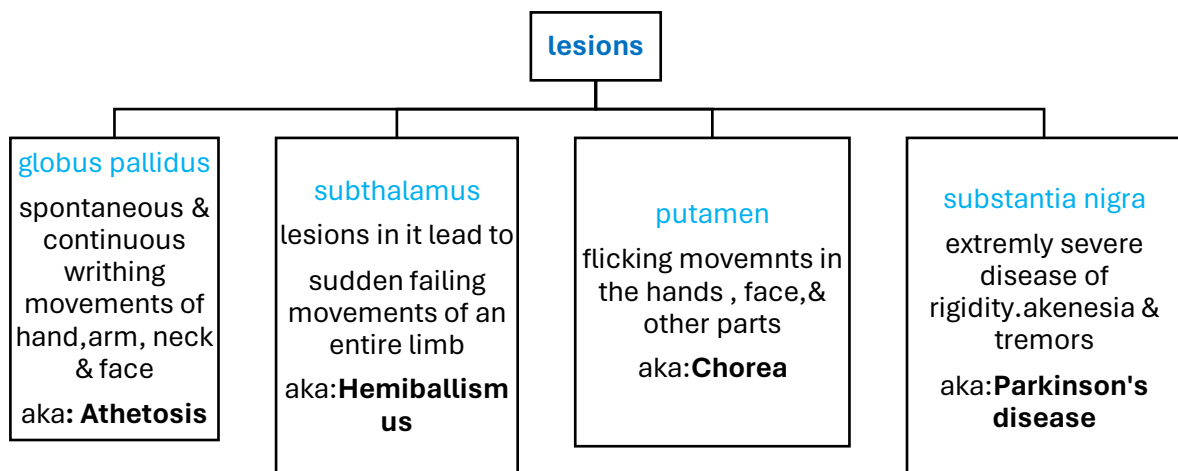 lesions
globus pallidus
spontaneous &
continuous
writhing
movements of
hand,arm, neck
& face
aka: Athetosis
subthalamus
lesions in it lead to
sudden failing
movements of an
entire limb
aka:Hemiballism
us
putamen
flicking movemnts in
the hands , face,&
other parts
aka:Chorea
substantia nigra
extremly severe
disease of
rigidity.akenesia &
tremors
aka:Parkinson's
disease